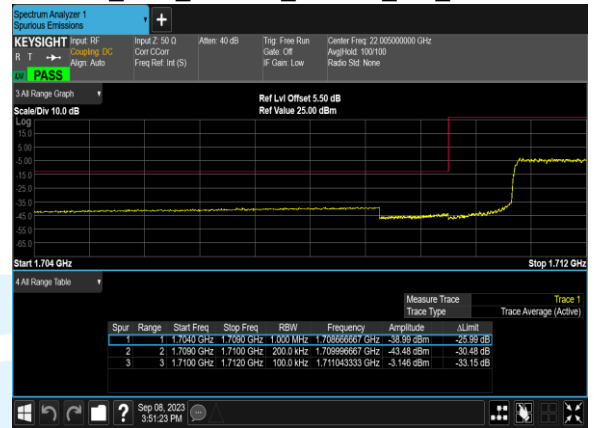 Spectrum Analyzer 1
Spurious Emissions
KEYSIGHT Input: RF Input Z: 50 Ω Atten: 40 dB Trig: Free Run Center Freq: 22.005000000 GHz
R T Coupling: DC Corr CCorr Gate: Off Avg|Hold: 100/100
Align: Auto Freq Ref: Int (S) IF Gain: Low Radio Std: None
LXI PASS
3 All Range Graph
Ref Lvl Offset 5.50 dB
Scale/Div 10.0 dB Ref Value 25.00 dBm
Log
15.0
5.00
-5.00
-15.0
-25.0
-35.0
-45.0
-55.0
-65.0
Start 1.704 GHz Stop 1.712 GHz
4 All Range Table
Measure Trace Trace 1
Trace Type Trace Average (Active)
Spur Range Start Freq Stop Freq RBW Frequency Amplitude ΔLimit
1 1 1.7040 GHz 1.7090 GHz 1.000 MHz 1.708666667 GHz -38.99 dBm -25.99 dB
2 2 1.7090 GHz 1.7100 GHz 200.0 kHz 1.709996667 GHz -43.48 dBm -30.48 dB
3 3 1.7100 GHz 1.7120 GHz 100.0 kHz 1.711043333 GHz -3.146 dBm -33.15 dB
? Sep 08, 2023
3:51:23 PM